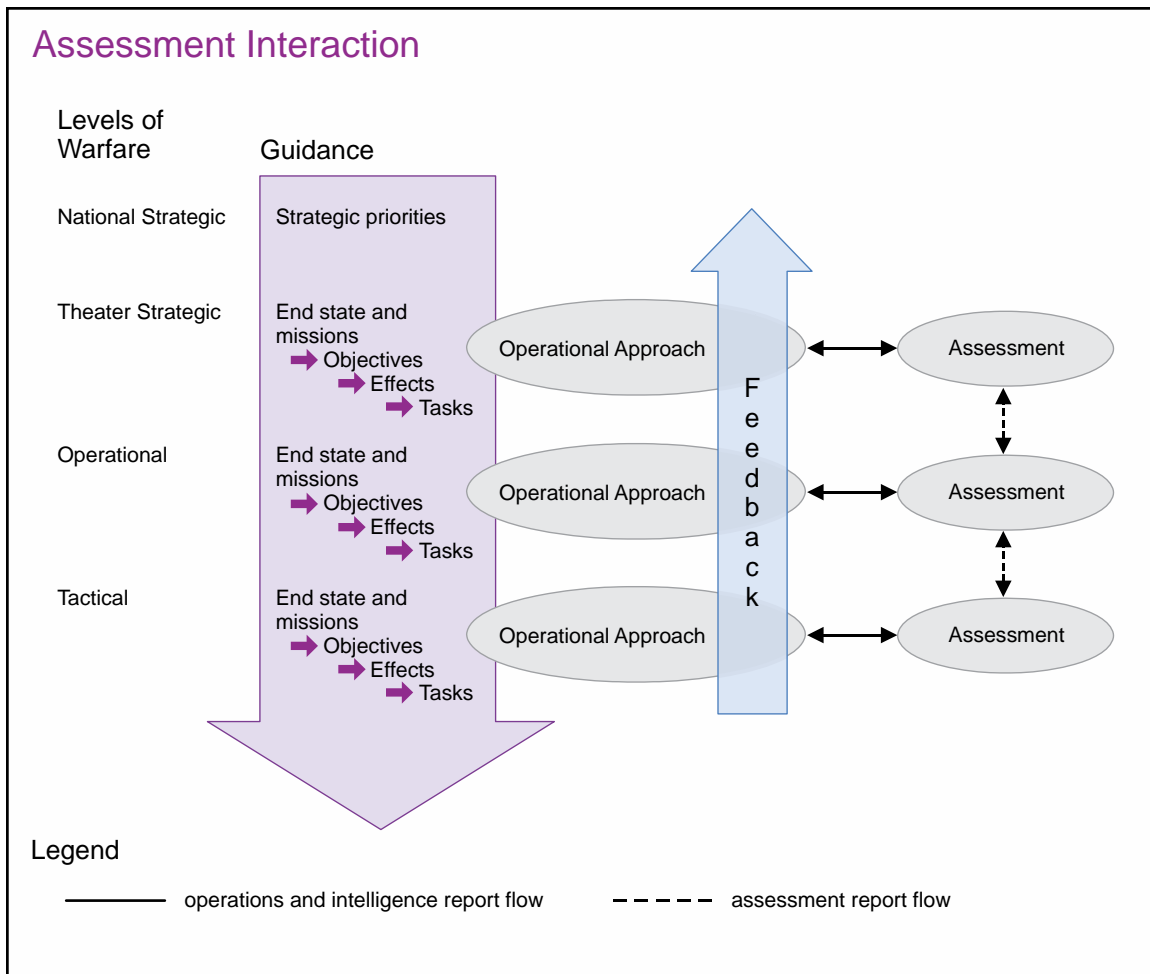 Assessment Interaction
Levels of
Warfare
Guidance
National Strategic
Strategic priorities
Theater Strategic
End state and
missions
Objectives
Effects
Tasks
Operational Approach
Assessment
Operational
End state and
missions
Objectives
Effects
Tasks
Operational Approach
Assessment
Tactical
End state and
missions
Objectives
Effects
Tasks
Operational Approach
Assessment
Feedback
Legend
operations and intelligence report flow
assessment report flow